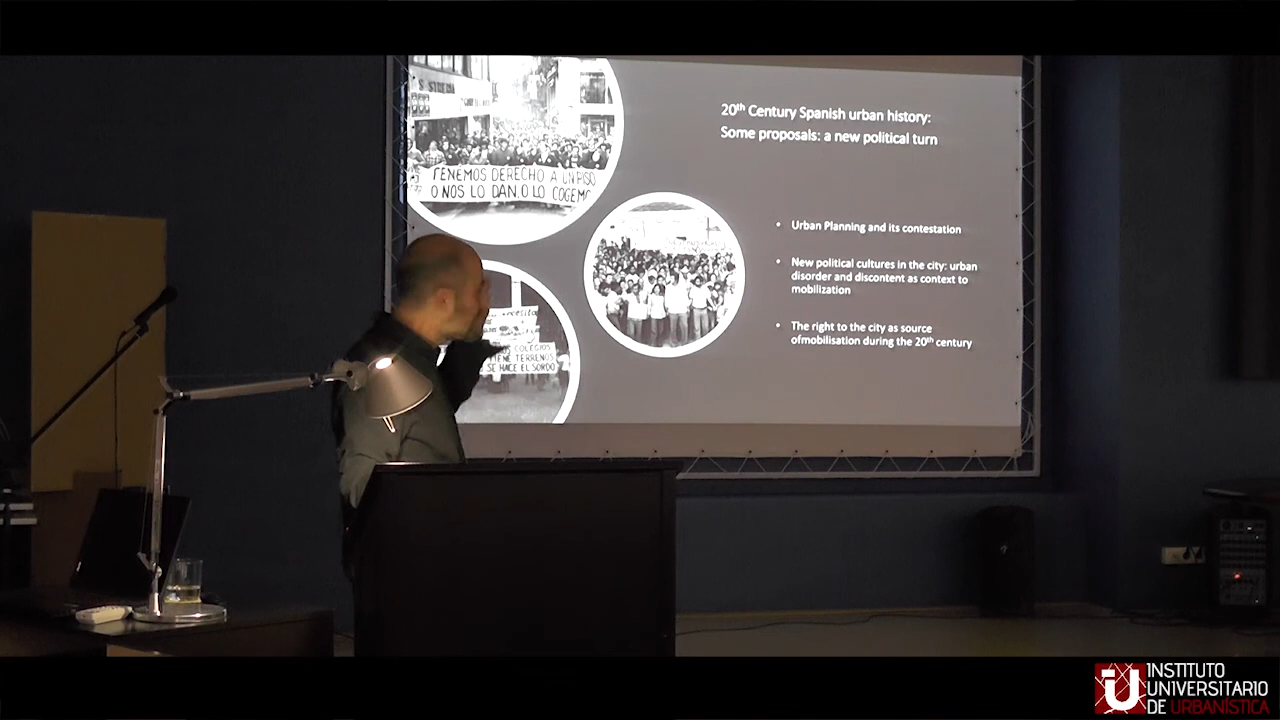 TENEMOS DERECHO A UN PISO
O NOS LO DAN, O LO COGEMO
20th Century Spanish urban history:
Some proposals: a new political turn
• Urban Planning and its contestation
• New political cultures in the city: urban
disorder and discontent as context to
mobilization
• The right to the city as source
ofmobilisation during the 20th century
COLEGIOS
TIENE TERRENOS
SE HACE EL SORDO
INSTITUTO
UNIVERSITARIO
DE URBANÍSTICA